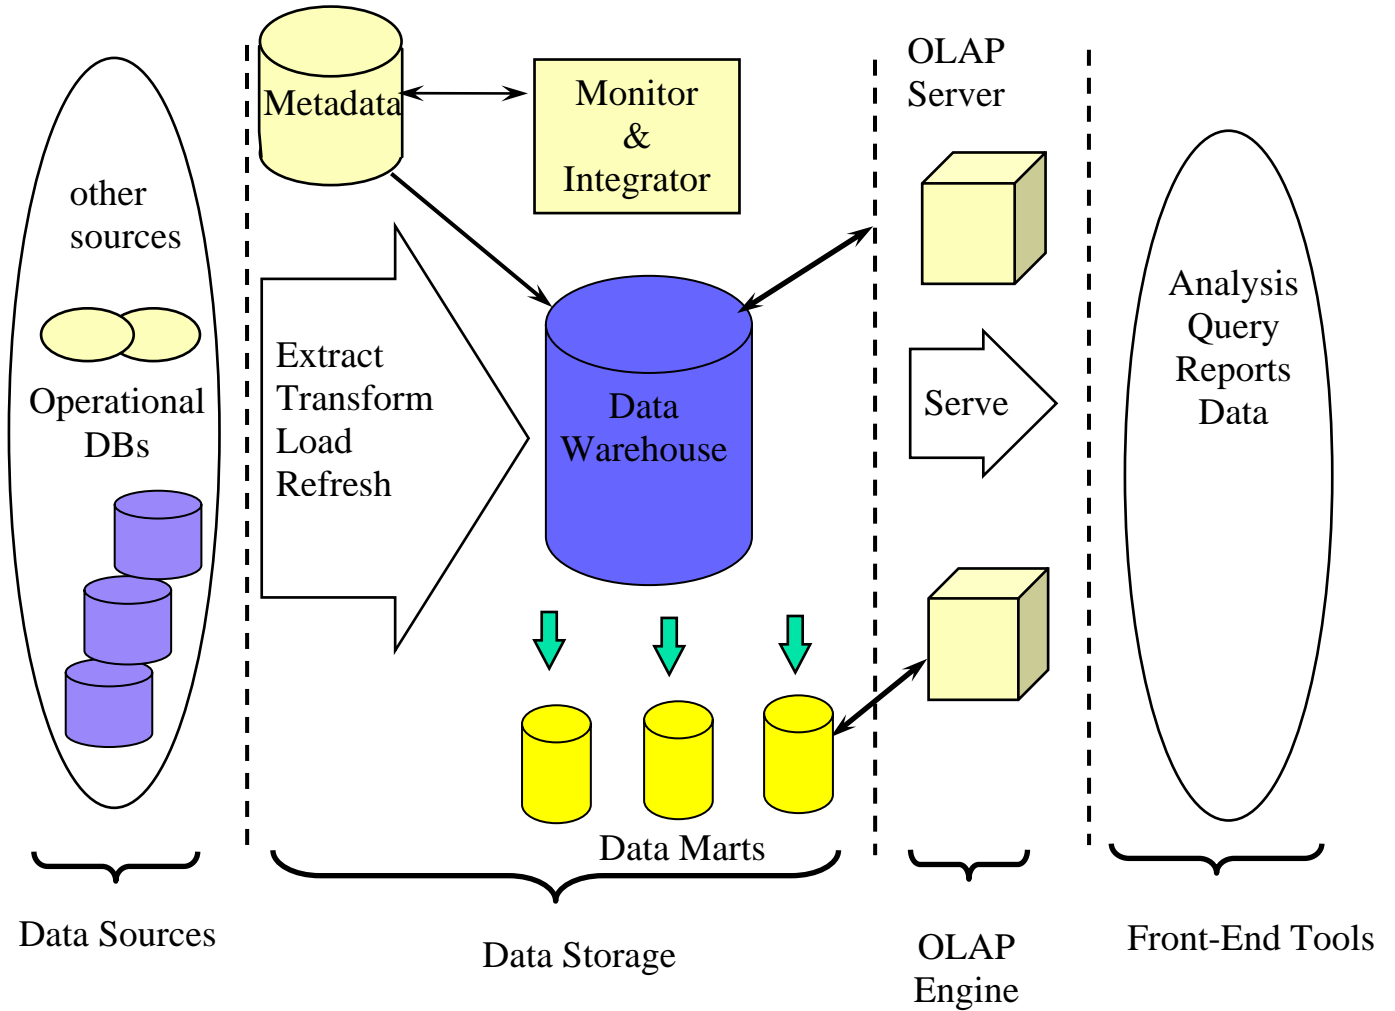 Metadata
Monitor
&
Integrator
OLAP
Server
other
sources
Operational
DBs
Extract
Transform
Load
Refresh
Data
Warehouse
Serve
Analysis
Query
Reports
Data
Data Marts
Data Sources
Data Storage
OLAP
Engine
Front-End Tools